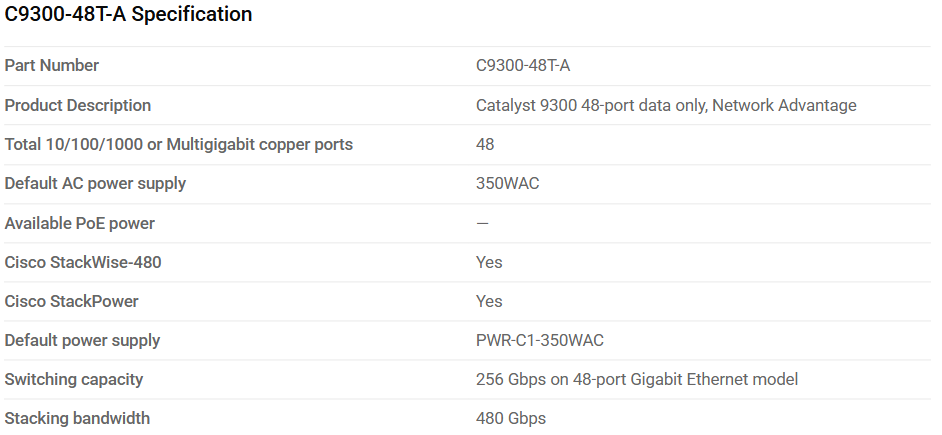 C9300-48T-A Specification
Part Number C9300-48T-A
Product Description Catalyst 9300 48-port data only, Network Advantage
Total 10/100/1000 or Multigigabit copper ports 48
Default AC power supply 350WAC
Available PoE power —
Cisco StackWise-480 Yes
Cisco StackPower Yes
Default power supply PWR-C1-350WAC
Switching capacity 256 Gbps on 48-port Gigabit Ethernet model
Stacking bandwidth 480 Gbps